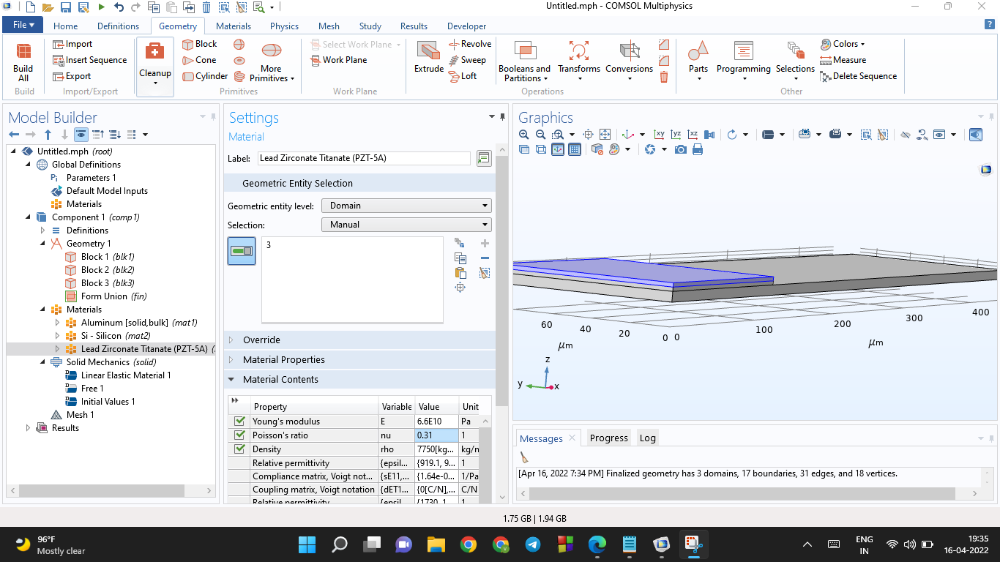 Untitled.mph - COMSOL Multiphysics
File
Home
Definitions
Geometry
Materials
Physics
Mesh
Study
Results
Developer
?
Build All
Build
Import
Insert Sequence
Export
Import/Export
Cleanup
Block
Cone
Cylinder
More Primitives
Primitives
Select Work Plane
Work Plane
Work Plane
Extrude
Revolve
Sweep
Loft
Booleans and Partitions
Transforms
Conversions
Operations
Parts
Programming
Selections
Colors
Measure
Delete Sequence
Other
Model Builder
Untitled.mph (root)
Global Definitions
Pi Parameters 1
Default Model Inputs
Materials
Component 1 (comp1)
Definitions
Geometry 1
Block 1 (blk1)
Block 2 (blk2)
Block 3 (blk3)
Form Union (fin)
Materials
Aluminum [solid,bulk] (mat1)
Si - Silicon (mat2)
Lead Zirconate Titanate (PZT-5A) (
Solid Mechanics (solid)
Linear Elastic Material 1
Free 1
Initial Values 1
Mesh 1
Results
Settings
Material
Label: Lead Zirconate Titanate (PZT-5A)
Geometric Entity Selection
Geometric entity level: Domain
Selection: Manual
3
Override
Material Properties
Material Contents
Property Variable Value Unit
Young's modulus E 6.6E10 Pa
Poisson's ratio nu 0.31 1
Density rho 7750[kg... kg/n
Relative permittivity {epsil... {919.1, 9... 1
Compliance matrix, Voigt not... {sE11,... {1.64e-0... 1/Pa
Coupling matrix, Voigt notation {dET1... {0[C/N],... C/N
Relative permittivity {epsil... {1730, 1... 1
Graphics
xy yz xz
60 40 20 0 0 100 200 300 400
μm
μm
z
y
x
Messages
Progress
Log
[Apr 16, 2022 7:34 PM] Finalized geometry has 3 domains, 17 boundaries, 31 edges, and 18 vertices.
1.75 GB | 1.94 GB
96°F
Mostly clear
ENG
IN
19:35
16-04-2022